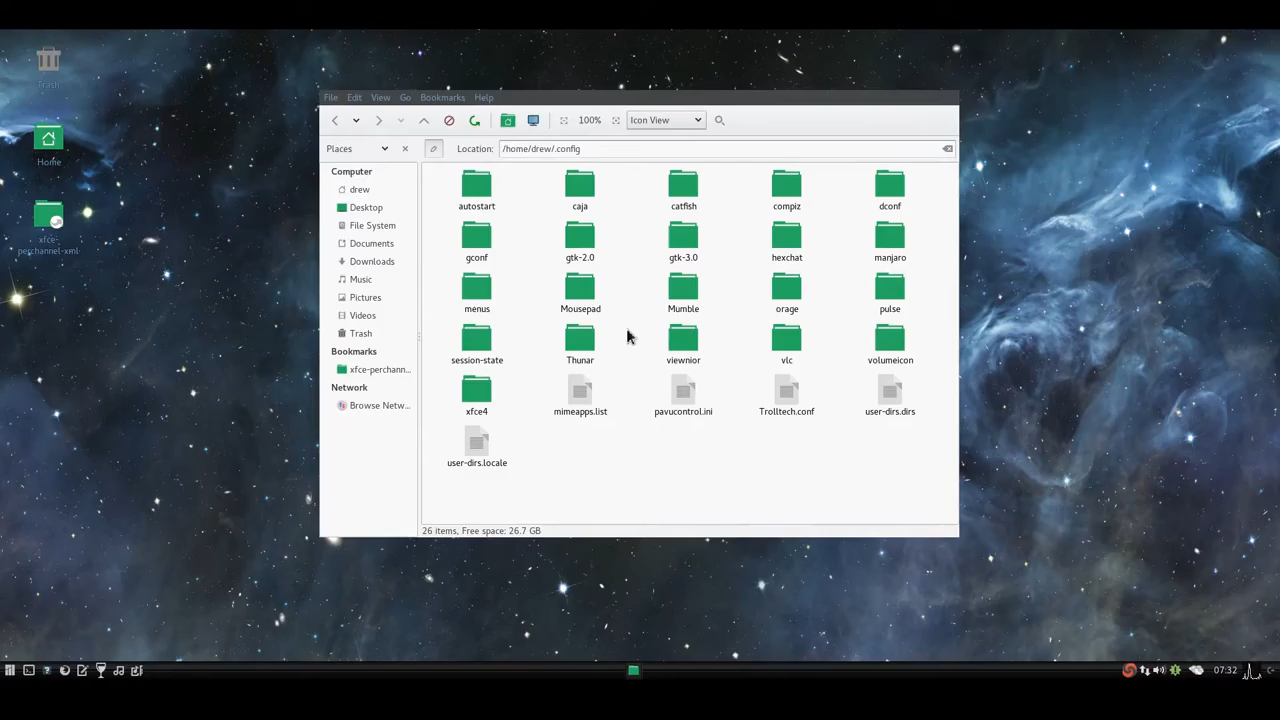 Trash
Home
xfce-
perchannel-xml
File Edit View Go Bookmarks Help
100% Icon View
Places Location: /home/drew/.config
Computer
drew
Desktop
File System
Documents
Downloads
Music
Pictures
Videos
Trash
Bookmarks
xfce-perchann...
Network
Browse Netw...
autostart caja catfish compiz dconf
gconf gtk-2.0 gtk-3.0 hexchat manjaro
menus Mousepad Mumble orage pulse
session-state Thunar viewnior vlc volumeicon
xfce4 mimeapps.list pavucontrol.ini Trolltech.conf user-dirs.dirs
user-dirs.locale
26 items, Free space: 26.7 GB
07:32